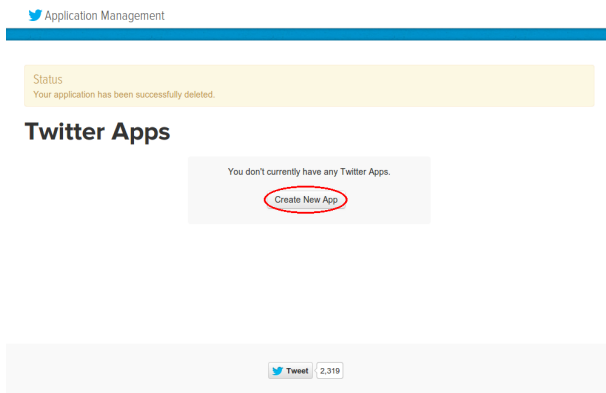 Application Management
Status
Your application has been successfully deleted.
Twitter Apps
You don't currently have any Twitter Apps.
Create New App
Tweet 2,319